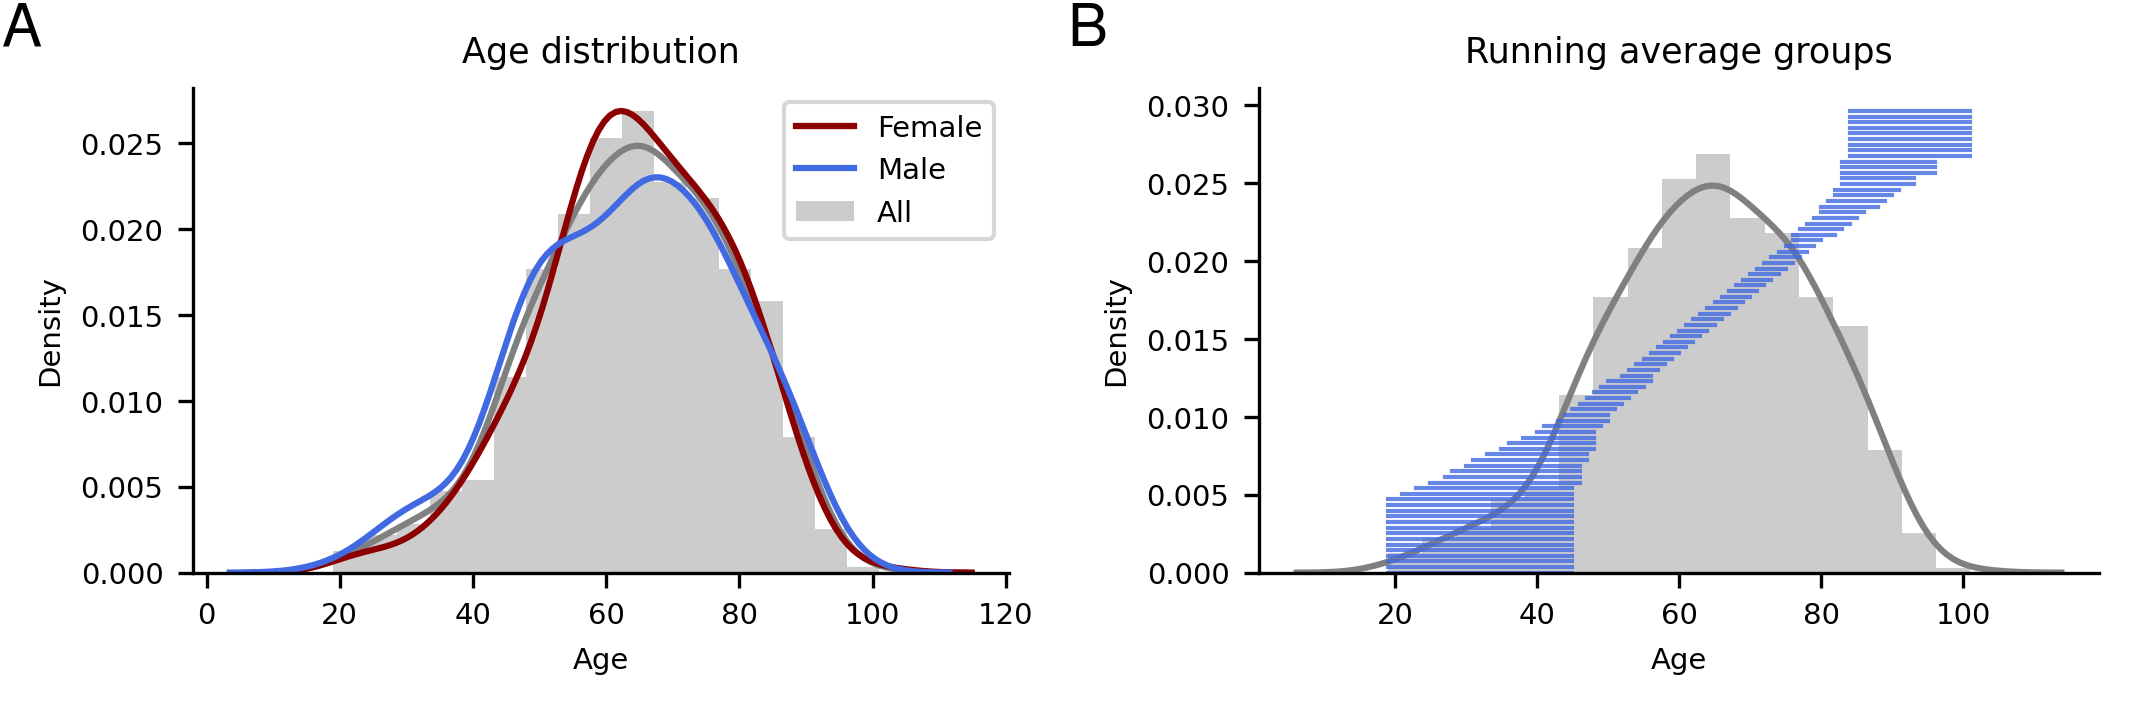 A
Age distribution
Density
0.025
0.020
0.015
0.010
0.005
0.000
0 20 40 60 80 100 120
Age
Female
Male
All
B
Running average groups
Density
0.030
0.025
0.020
0.015
0.010
0.005
0.000
20 40 60 80 100
Age